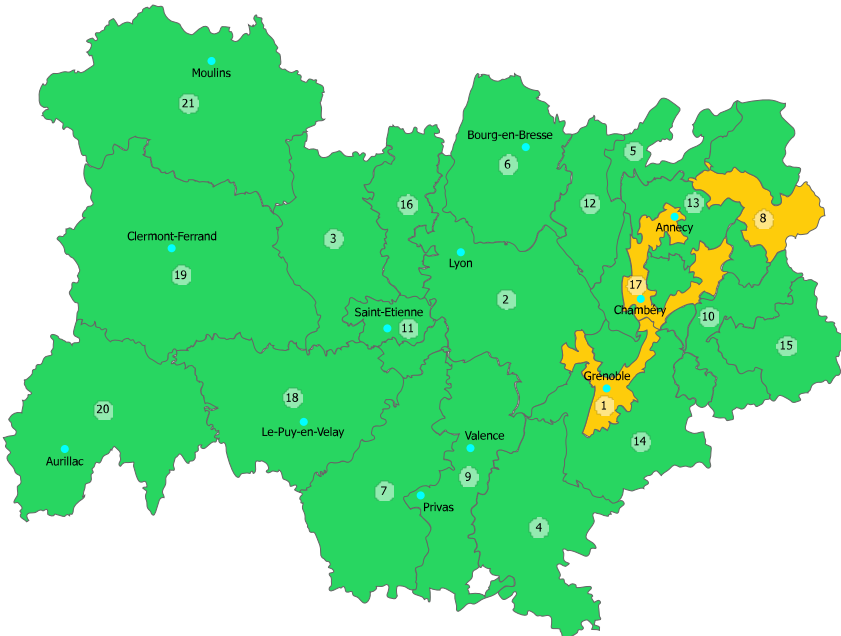 Moulins
21
Bourg-en-Bresse
6
5
12
16
13
8
Annecy
Clermont-Ferrand
3
Lyon
19
17
2
Chambéry
Saint-Etienne
11
10
15
Grenoble
18
1
20
Le-Puy-en-Velay
Valence
14
Aurillac
9
7
Privas
4